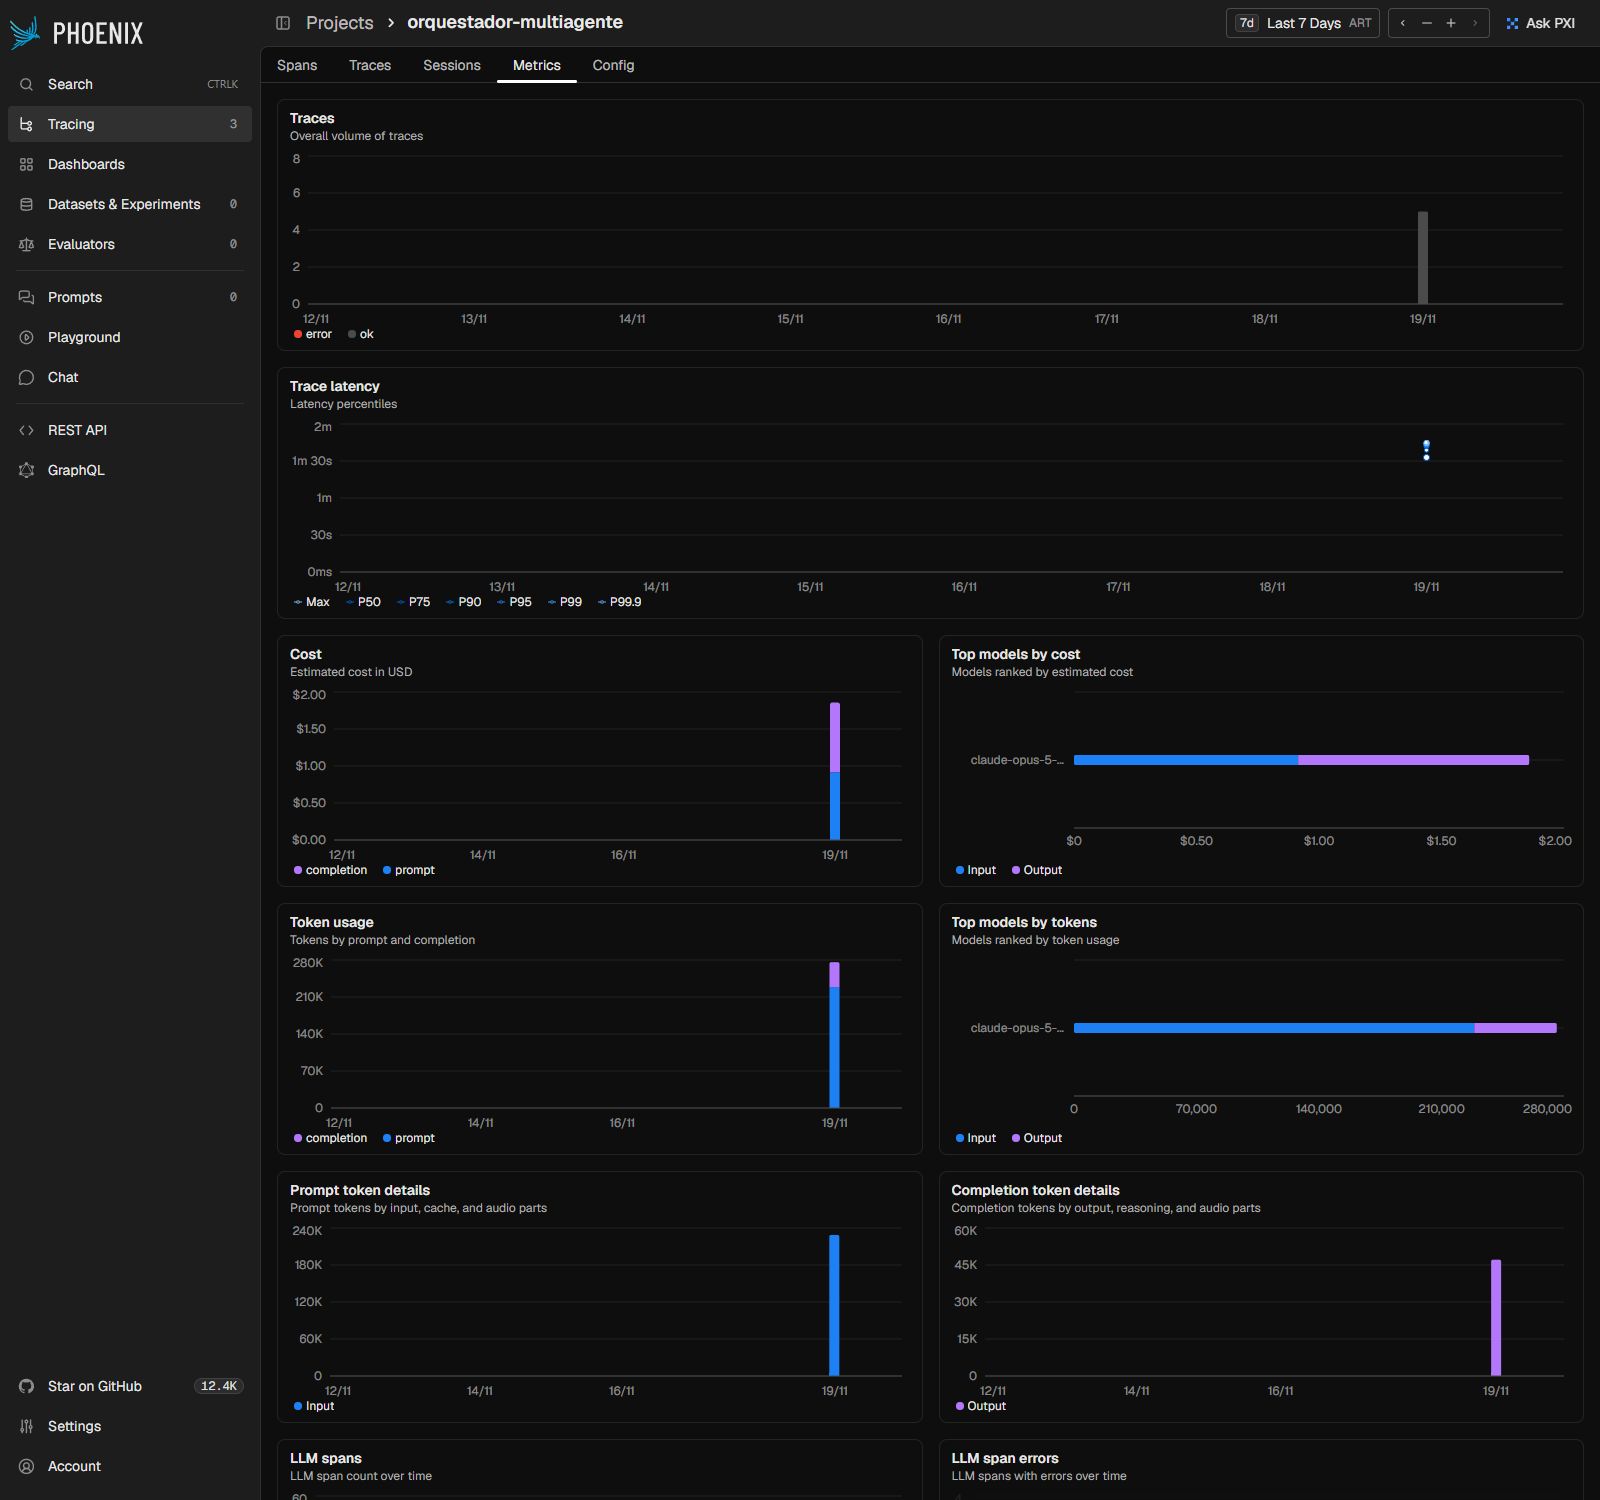 PHOENIX
Search CTRLK
Tracing 3
Dashboards
Datasets & Experiments 0
Evaluators 0
Prompts 0
Playground
Chat
REST API
GraphQL
Star on GitHub 12.4K
Settings
Account
Projects › orquestador-multiagente
7d Last 7 Days ART
Ask PXI
Spans Traces Sessions Metrics Config
Traces
Overall volume of traces
8
6
4
2
0
12/11 13/11 14/11 15/11 16/11 17/11 18/11 19/11
error ok
Trace latency
Latency percentiles
2m
1m 30s
1m
30s
0ms
12/11 13/11 14/11 15/11 16/11 17/11 18/11 19/11
Max P50 P75 P90 P95 P99 P99.9
Cost
Estimated cost in USD
$2.00
$1.50
$1.00
$0.50
$0.00
12/11 14/11 16/11 19/11
completion prompt
Top models by cost
Models ranked by estimated cost
claude-opus-5-...
$0 $0.50 $1.00 $1.50 $2.00
Input Output
Token usage
Tokens by prompt and completion
280K
210K
140K
70K
0
12/11 14/11 16/11 19/11
completion prompt
Top models by tokens
Models ranked by token usage
claude-opus-5-...
0 70,000 140,000 210,000 280,000
Input Output
Prompt token details
Prompt tokens by input, cache, and audio parts
240K
180K
120K
60K
0
12/11 14/11 16/11 19/11
Input
Completion token details
Completion tokens by output, reasoning, and audio parts
60K
45K
30K
15K
0
12/11 14/11 16/11 19/11
Output
LLM spans
LLM span count over time
60
LLM span errors
LLM spans with errors over time